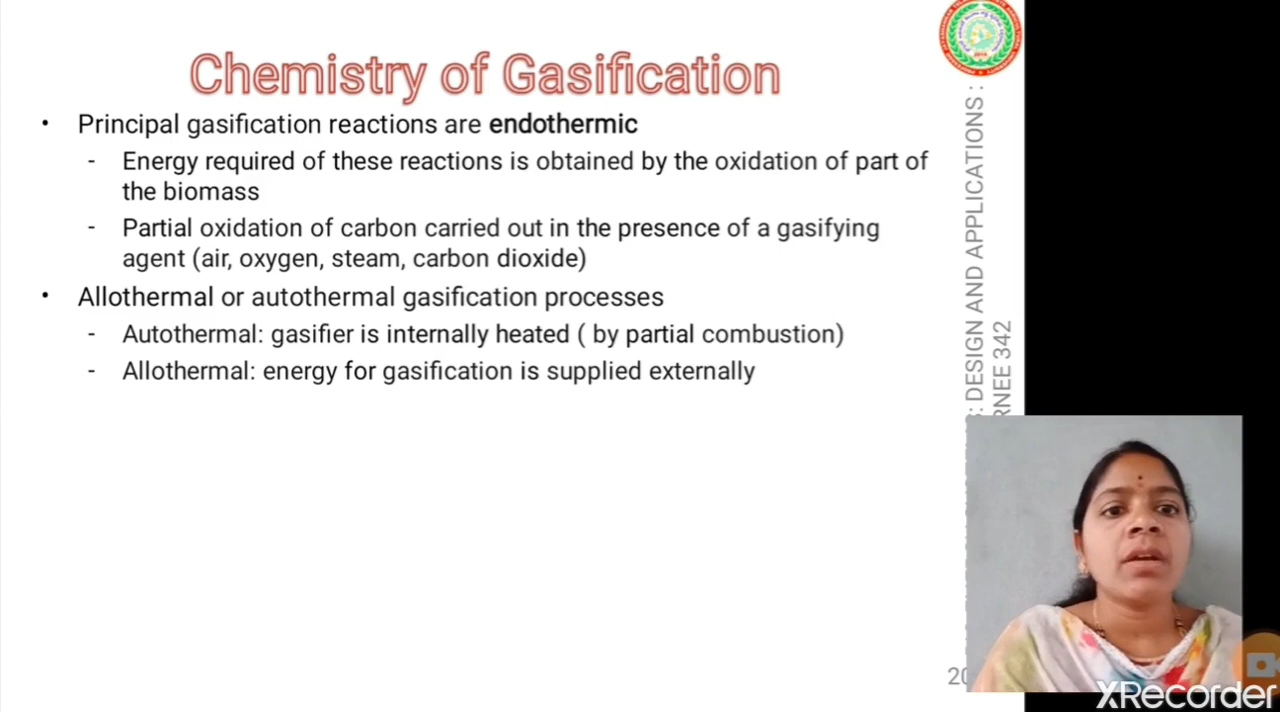 Chemistry of Gasification
• Principal gasification reactions are endothermic
- Energy required of these reactions is obtained by the oxidation of part of
the biomass
- Partial oxidation of carbon carried out in the presence of a gasifying
agent (air, oxygen, steam, carbon dioxide)
• Allothermal or autothermal gasification processes
- Autothermal: gasifier is internally heated ( by partial combustion)
- Allothermal: energy for gasification is supplied externally
: DESIGN AND APPLICATIONS :
RNEE 342
20
XRecorder